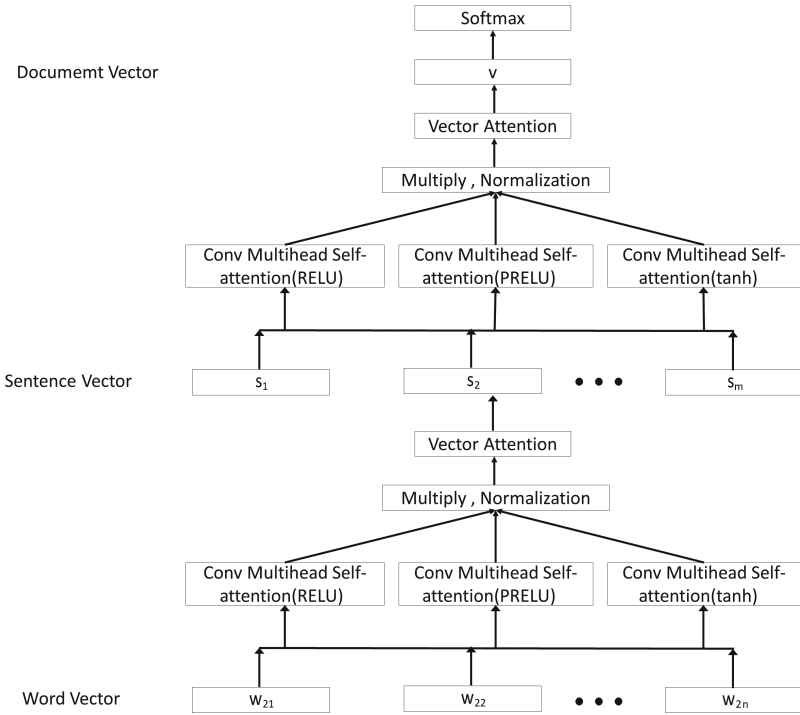 Softmax
Documemt Vector
v
Vector Attention
Multiply , Normalization
Conv Multihead Self-
attention(RELU)
Conv Multihead Self-
attention(PRELU)
Conv Multihead Self-
attention(tanh)
Sentence Vector
s₁
s₂
• • •
sₘ
Vector Attention
Multiply , Normalization
Conv Multihead Self-
attention(RELU)
Conv Multihead Self-
attention(PRELU)
Conv Multihead Self-
attention(tanh)
Word Vector
w₂₁
w₂₂
• • •
w₂ₙ